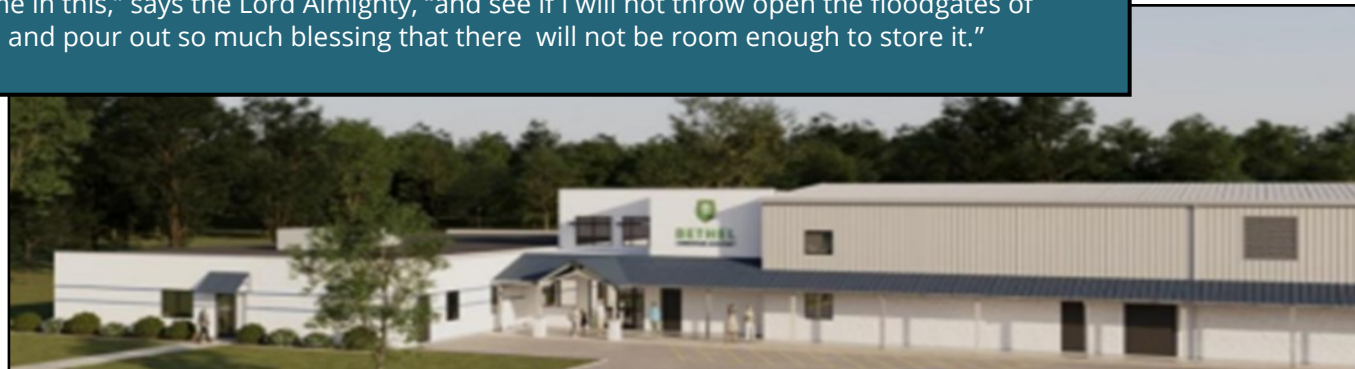 me in this,” says the Lord Almighty, “and see if I will not throw open the floodgates of
and pour out so much blessing that there  will not be room enough to store it.”
BETHEL